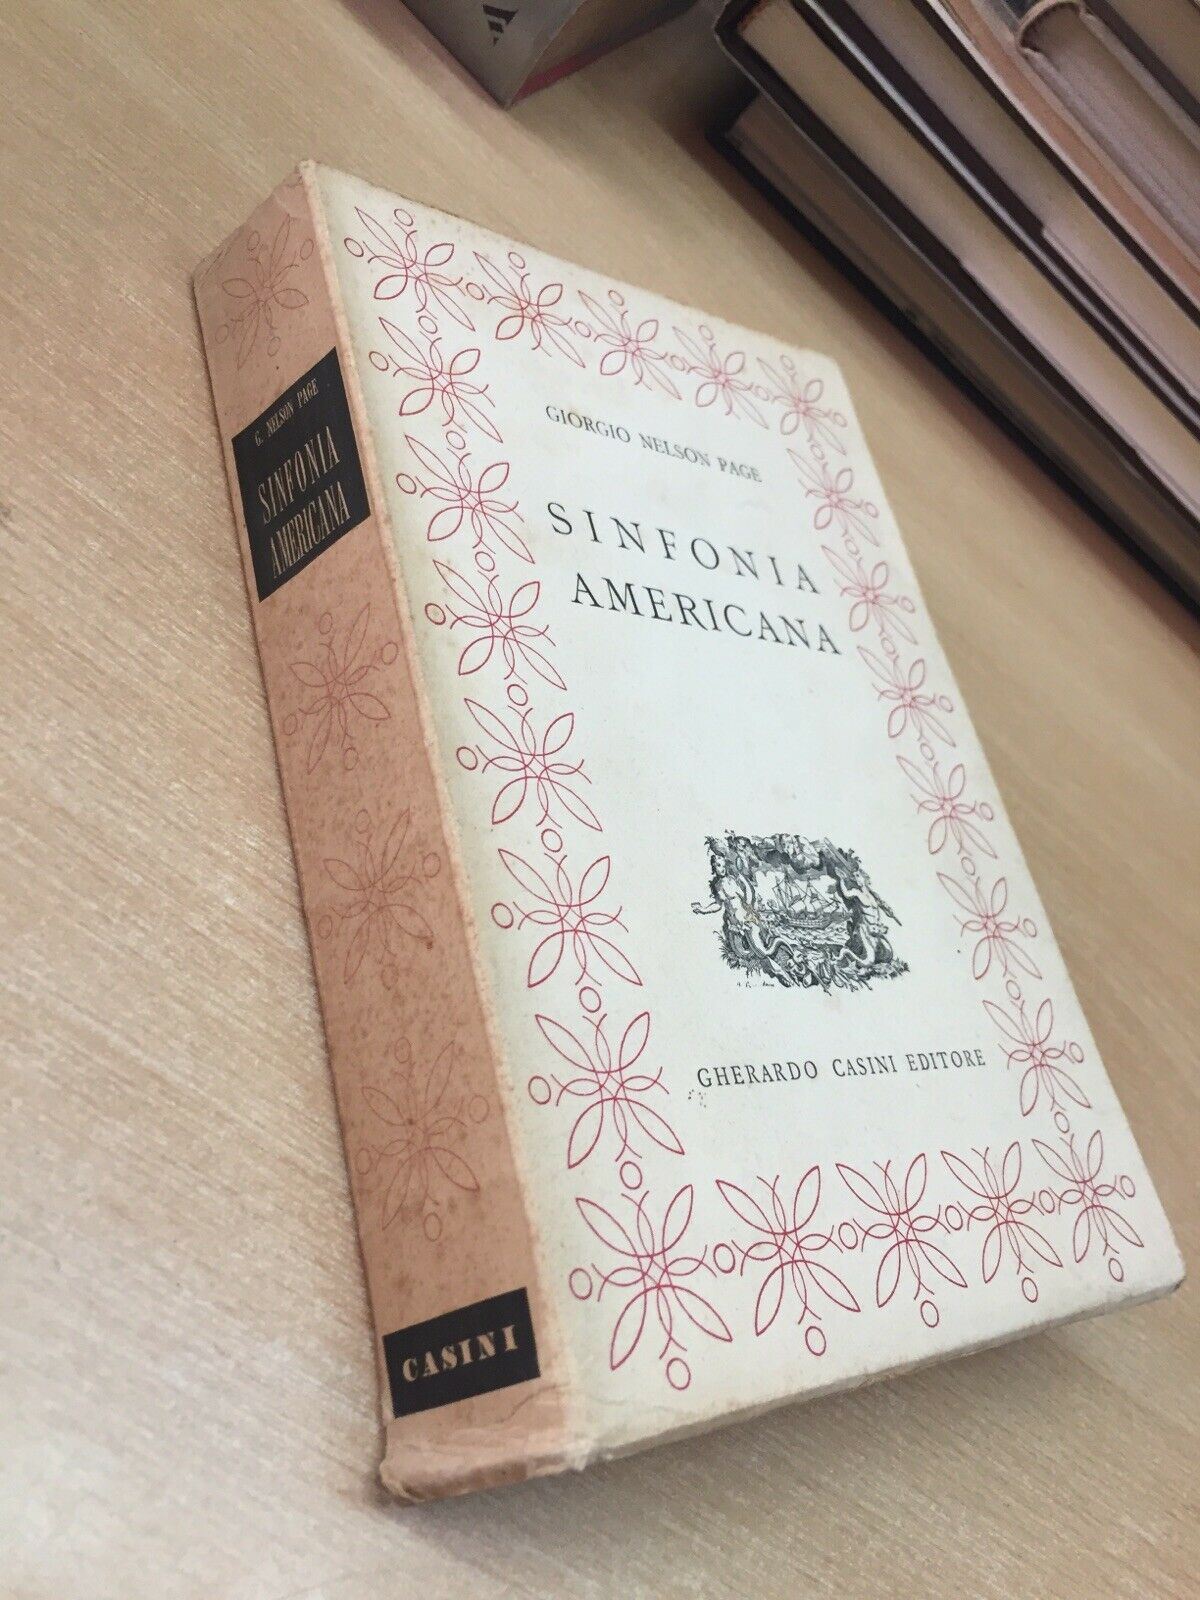 G. NELSON PAGE
SINFONIA
AMERICANA
CASINI
GIORGIO NELSON PAGE
SINFONIA
AMERICANA
GHERARDO CASINI EDITORE